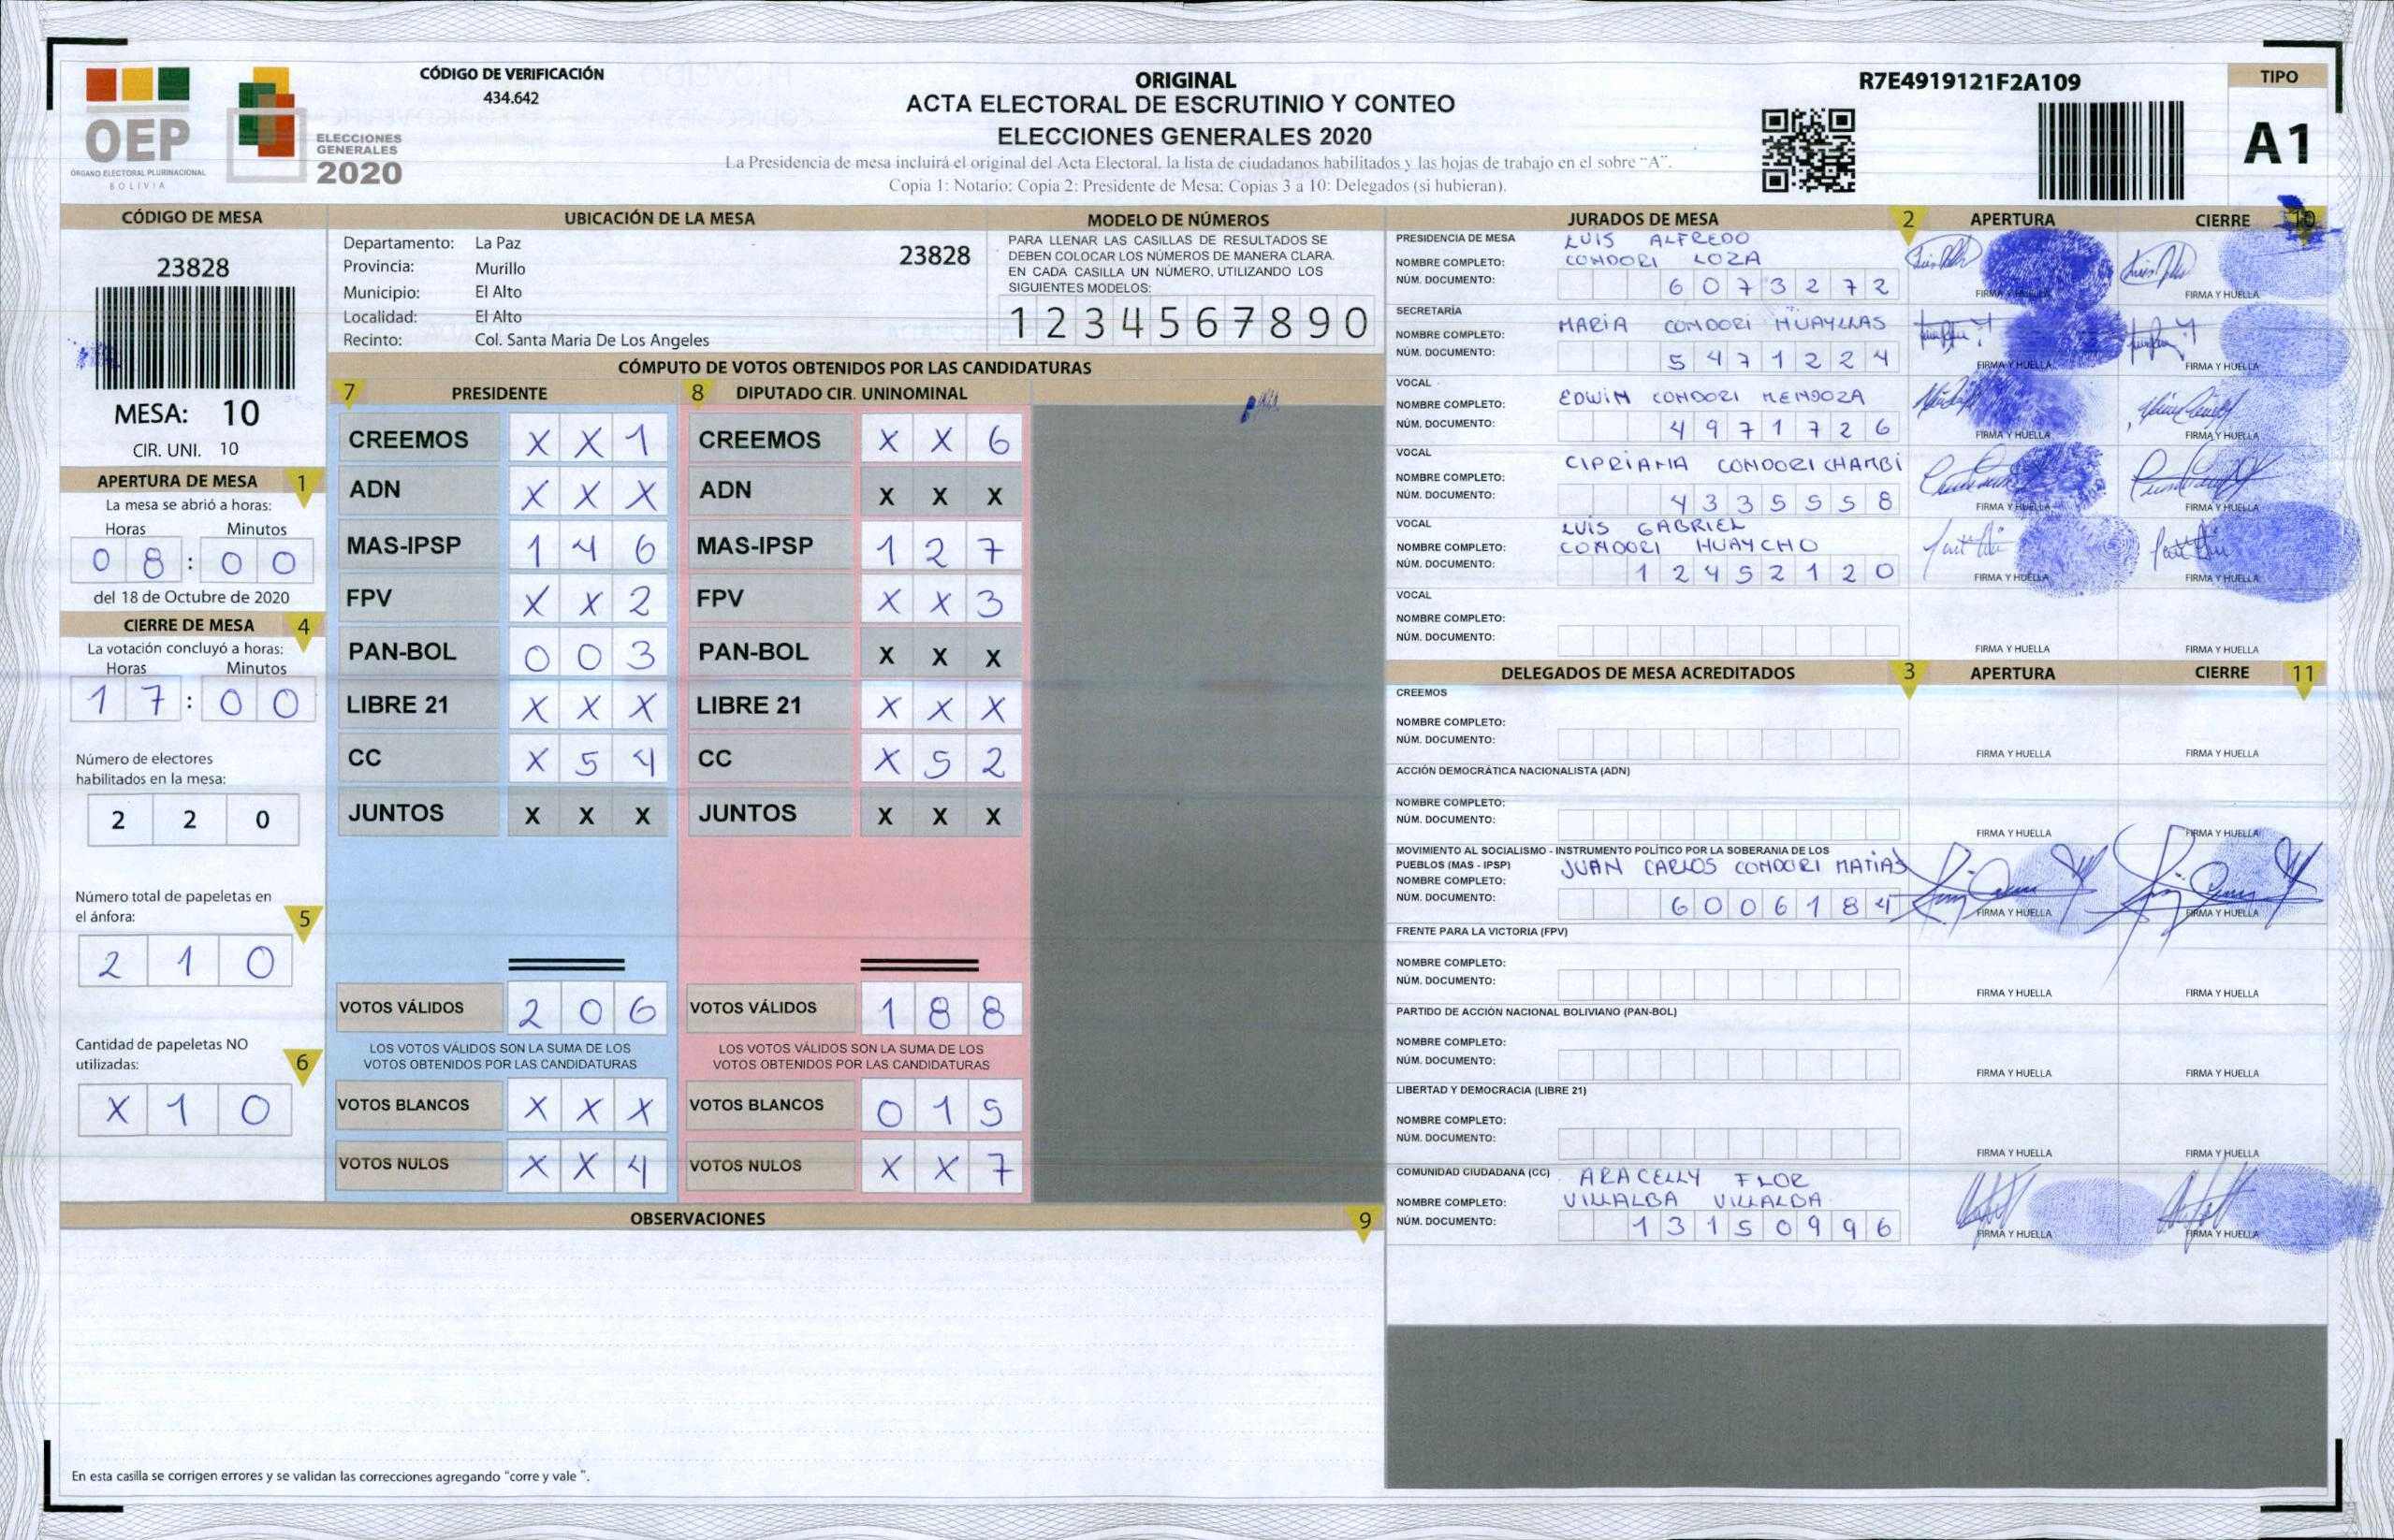 CÓDIGO DE VERIFICACIÓN
434.642
OEP
ÓRGANO ELECTORAL PLURINACIONAL
BOLIVIA
ELECCIONES
GENERALES
2020
ORIGINAL
ACTA ELECTORAL DE ESCRUTINIO Y CONTEO
ELECCIONES GENERALES 2020
La Presidencia de mesa incluirá el original del Acta Electoral, la lista de ciudadanos habilitados y las hojas de trabajo en el sobre "A".
Copia 1: Notario; Copia 2: Presidente de Mesa; Copias 3 a 10: Delegados (si hubieran).
R7E4919121F2A109
TIPO
A1
CÓDIGO DE MESA
23828
MESA: 10
CIR. UNI. 10
APERTURA DE MESA 1
La mesa se abrió a horas:
Horas Minutos
0 8 : 0 0
del 18 de Octubre de 2020
CIERRE DE MESA 4
La votación concluyó a horas:
Horas Minutos
1 7 : 0 0
Número de electores
habilitados en la mesa:
2 2 0
Número total de papeletas en
el ánfora: 5
2 1 0
Cantidad de papeletas NO
utilizadas: 6
X 1 0
UBICACIÓN DE LA MESA
Departamento: La Paz
23828
Provincia: Murillo
Municipio: El Alto
Localidad: El Alto
Recinto: Col. Santa Maria De Los Angeles
MODELO DE NÚMEROS
PARA LLENAR LAS CASILLAS DE RESULTADOS SE
DEBEN COLOCAR LOS NÚMEROS DE MANERA CLARA.
EN CADA CASILLA UN NÚMERO, UTILIZANDO LOS
SIGUIENTES MODELOS:
1 2 3 4 5 6 7 8 9 0
CÓMPUTO DE VOTOS OBTENIDOS POR LAS CANDIDATURAS
7 PRESIDENTE
CREEMOS X X 1
ADN X X X
MAS-IPSP 1 4 6
FPV X X 2
PAN-BOL 0 0 3
LIBRE 21 X X X
CC X 5 4
JUNTOS X X X
VOTOS VÁLIDOS 2 0 6
LOS VOTOS VÁLIDOS SON LA SUMA DE LOS
VOTOS OBTENIDOS POR LAS CANDIDATURAS
VOTOS BLANCOS X X X
VOTOS NULOS X X 4
8 DIPUTADO CIR. UNINOMINAL
CREEMOS X X 6
ADN X X X
MAS-IPSP 1 2 7
FPV X X 3
PAN-BOL X X X
LIBRE 21 X X X
CC X 5 2
JUNTOS X X X
VOTOS VÁLIDOS 1 8 8
LOS VOTOS VÁLIDOS SON LA SUMA DE LOS
VOTOS OBTENIDOS POR LAS CANDIDATURAS
VOTOS BLANCOS 0 1 5
VOTOS NULOS X X 7
OBSERVACIONES 9
En esta casilla se corrigen errores y se validan las correcciones agregando "corre y vale ".
JURADOS DE MESA 2 APERTURA CIERRE 10
PRESIDENCIA DE MESA LUIS ALFREDO
NOMBRE COMPLETO: CONDORI LOZA
NÚM. DOCUMENTO: 6 0 7 3 2 7 2
FIRMA Y HUELLA FIRMA Y HUELLA
SECRETARÍA
NOMBRE COMPLETO: MARIA CONDORI HUAYLLAS
NÚM. DOCUMENTO: 5 4 7 1 2 2 4
FIRMA Y HUELLA FIRMA Y HUELLA
VOCAL
NOMBRE COMPLETO: EDWIN CONDORI MENDOZA
NÚM. DOCUMENTO: 4 9 7 1 7 2 6
FIRMA Y HUELLA FIRMA Y HUELLA
VOCAL
NOMBRE COMPLETO: CIPRIANA CONDORI CHAMBI
NÚM. DOCUMENTO: 4 3 3 5 5 5 8
FIRMA Y HUELLA FIRMA Y HUELLA
VOCAL LUIS GABRIEL
NOMBRE COMPLETO: CONDORI HUAYCHO
NÚM. DOCUMENTO: 1 2 4 5 2 1 2 0
FIRMA Y HUELLA FIRMA Y HUELLA
VOCAL
NOMBRE COMPLETO:
NÚM. DOCUMENTO:
FIRMA Y HUELLA FIRMA Y HUELLA
DELEGADOS DE MESA ACREDITADOS 3 APERTURA CIERRE 11
CREEMOS
NOMBRE COMPLETO:
NÚM. DOCUMENTO:
FIRMA Y HUELLA FIRMA Y HUELLA
ACCIÓN DEMOCRÁTICA NACIONALISTA (ADN)
NOMBRE COMPLETO:
NÚM. DOCUMENTO:
FIRMA Y HUELLA FIRMA Y HUELLA
MOVIMIENTO AL SOCIALISMO - INSTRUMENTO POLÍTICO POR LA SOBERANIA DE LOS
PUEBLOS (MAS - IPSP) JUAN CARLOS CONDORI MATIAS
NOMBRE COMPLETO:
NÚM. DOCUMENTO: 6 0 0 6 1 8 4
FIRMA Y HUELLA FIRMA Y HUELLA
FRENTE PARA LA VICTORIA (FPV)
NOMBRE COMPLETO:
NÚM. DOCUMENTO:
FIRMA Y HUELLA FIRMA Y HUELLA
PARTIDO DE ACCIÓN NACIONAL BOLIVIANO (PAN-BOL)
NOMBRE COMPLETO:
NÚM. DOCUMENTO:
FIRMA Y HUELLA FIRMA Y HUELLA
LIBERTAD Y DEMOCRACIA (LIBRE 21)
NOMBRE COMPLETO:
NÚM. DOCUMENTO:
FIRMA Y HUELLA FIRMA Y HUELLA
COMUNIDAD CIUDADANA (CC) ARACELLY FLOR
NOMBRE COMPLETO: VILLALBA VILLALBA
NÚM. DOCUMENTO: 1 3 1 5 0 9 9 6
FIRMA Y HUELLA FIRMA Y HUELLA